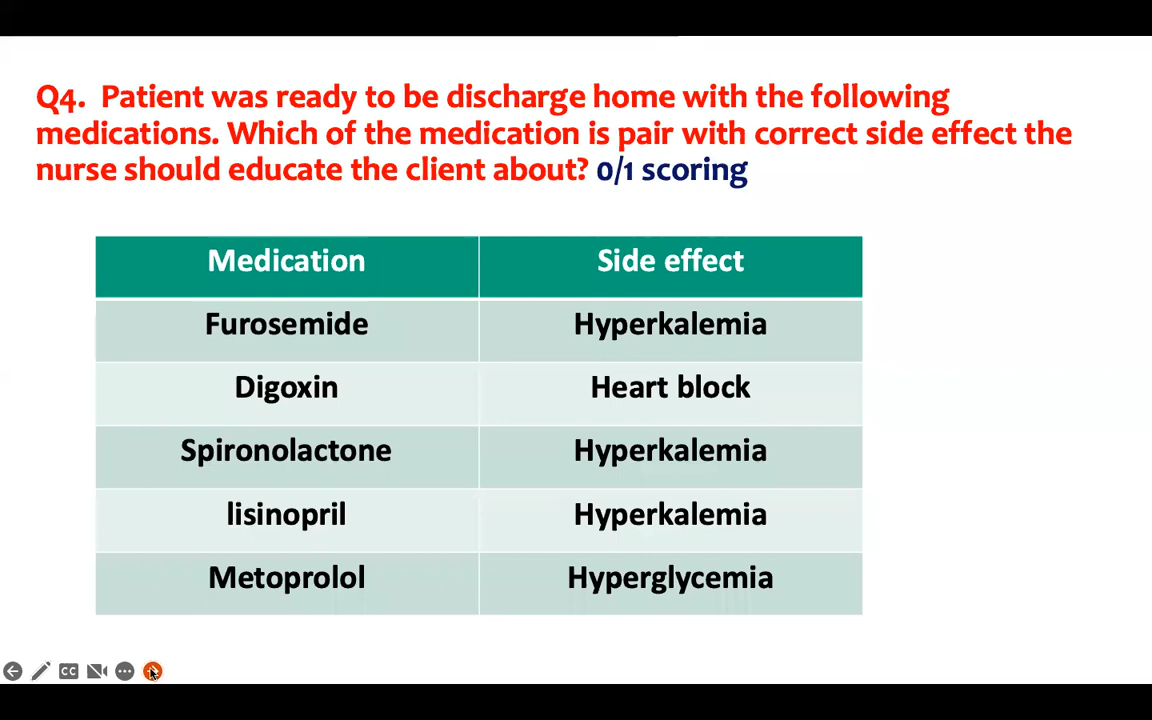 Q4. Patient was ready to be discharge home with the following
medications. Which of the medication is pair with correct side effect the
nurse should educate the client about? 0/1 scoring
Medication Side effect
Furosemide Hyperkalemia
Digoxin Heart block
Spironolactone Hyperkalemia
lisinopril Hyperkalemia
Metoprolol Hyperglycemia
CC